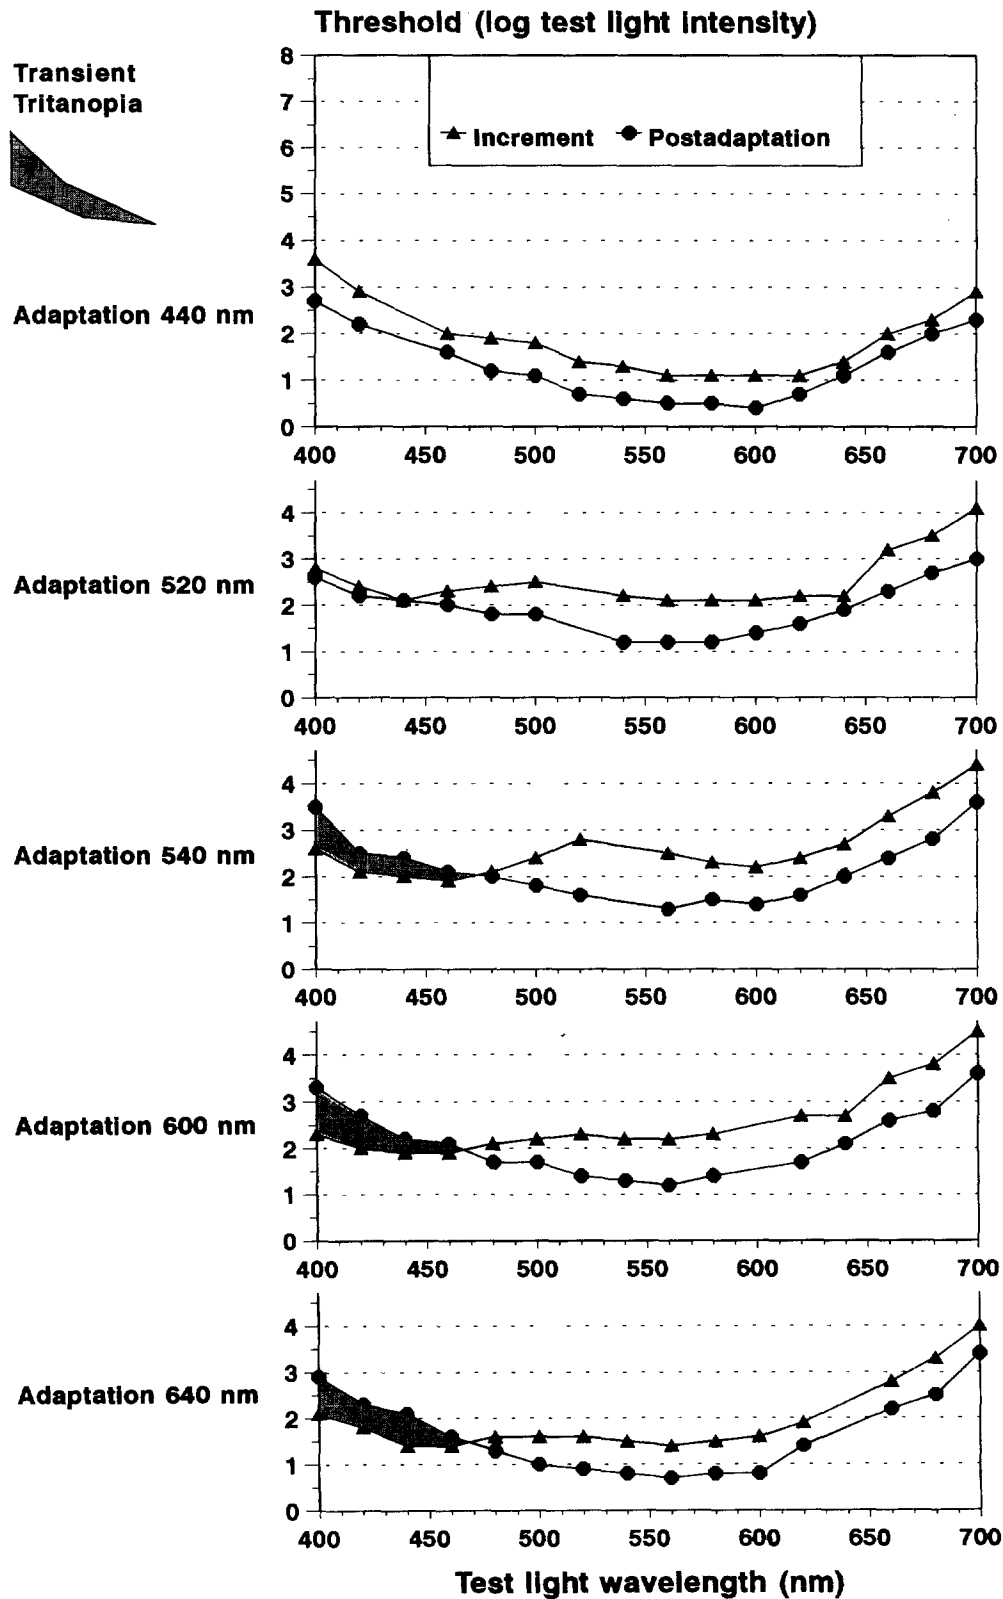 Threshold (log test light intensity)
Transient
Tritanopia
8
7
6
5
4
3
2
1
0
Increment Postadaptation
Adaptation 440 nm
400 450 500 550 600 650 700
4
3
2
1
0
Adaptation 520 nm
400 450 500 550 600 650 700
4
3
2
1
0
Adaptation 540 nm
400 450 500 550 600 650 700
4
3
2
1
0
Adaptation 600 nm
400 450 500 550 600 650 700
4
3
2
1
0
Adaptation 640 nm
400 450 500 550 600 650 700
Test light wavelength (nm)